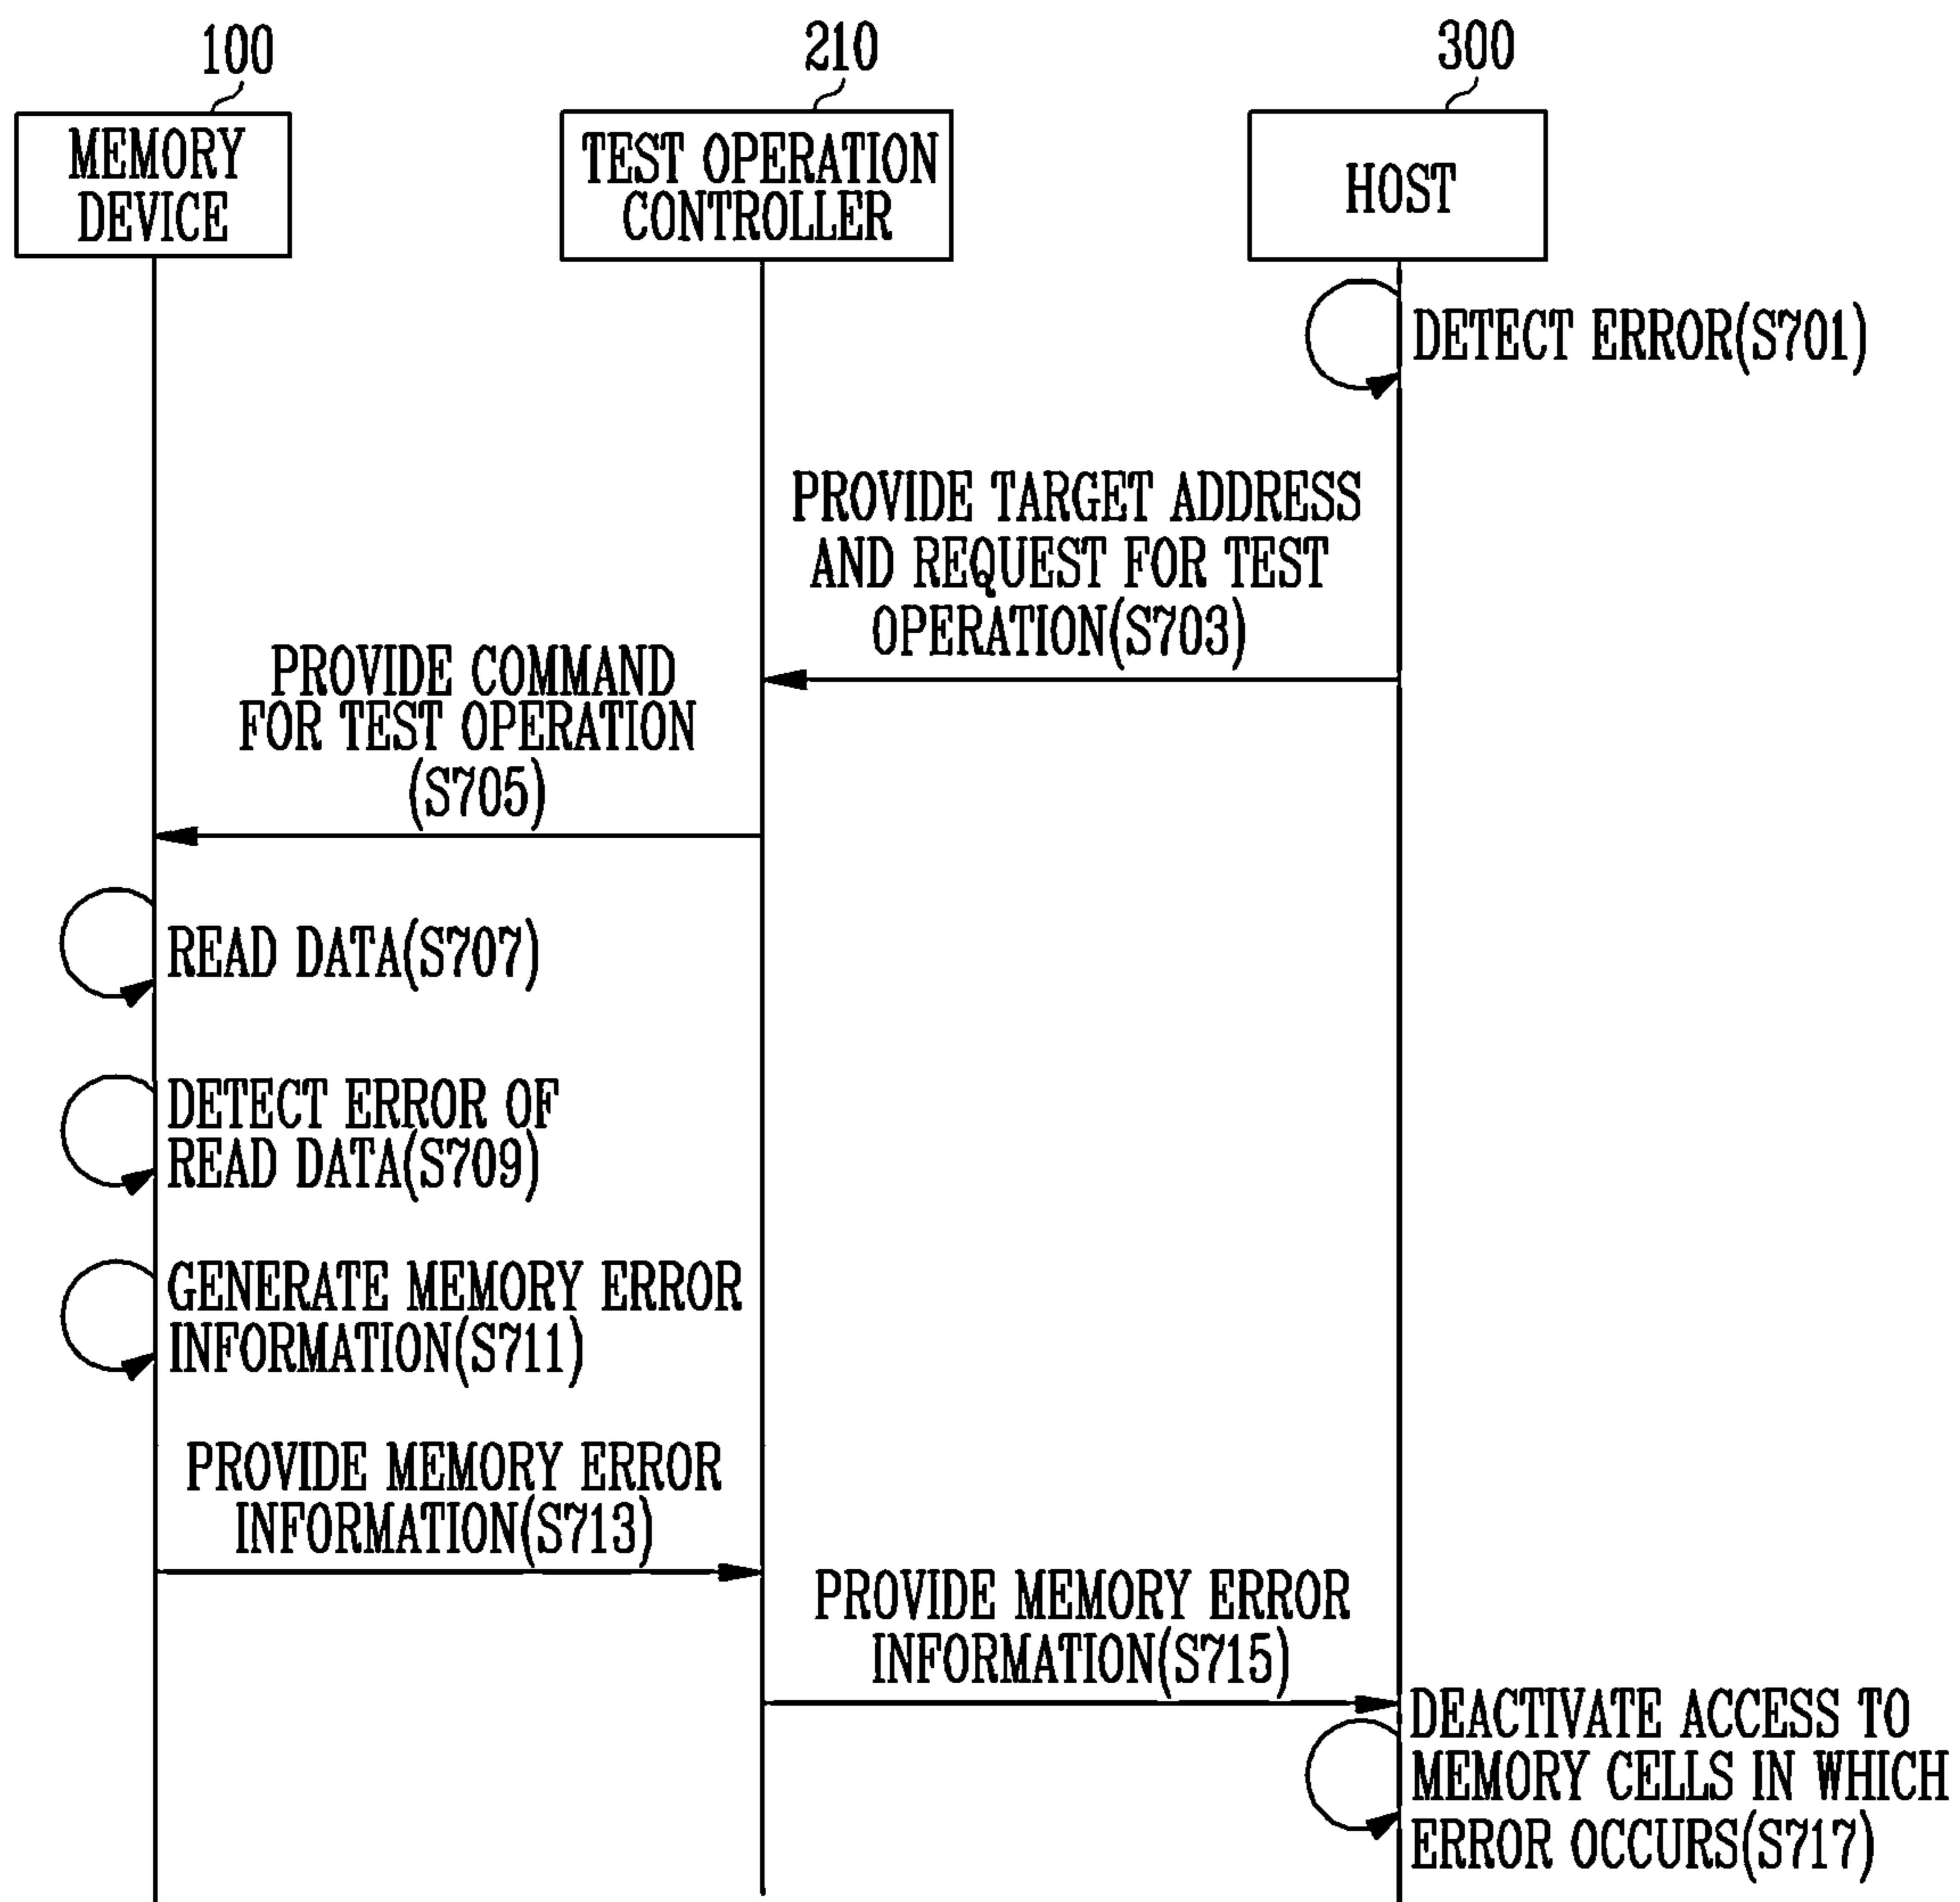 100
210
300
MEMORY
DEVICE
TEST OPERATION
CONTROLLER
HOST
DETECT ERROR(S701)
PROVIDE TARGET ADDRESS
AND REQUEST FOR TEST
OPERATION(S703)
PROVIDE COMMAND
FOR TEST OPERATION
(S705)
READ DATA(S707)
DETECT ERROR OF
READ DATA(S709)
GENERATE MEMORY ERROR
INFORMATION(S711)
PROVIDE MEMORY ERROR
INFORMATION(S713)
PROVIDE MEMORY ERROR
INFORMATION(S715)
DEACTIVATE ACCESS TO
MEMORY CELLS IN WHICH
ERROR OCCURS(S717)